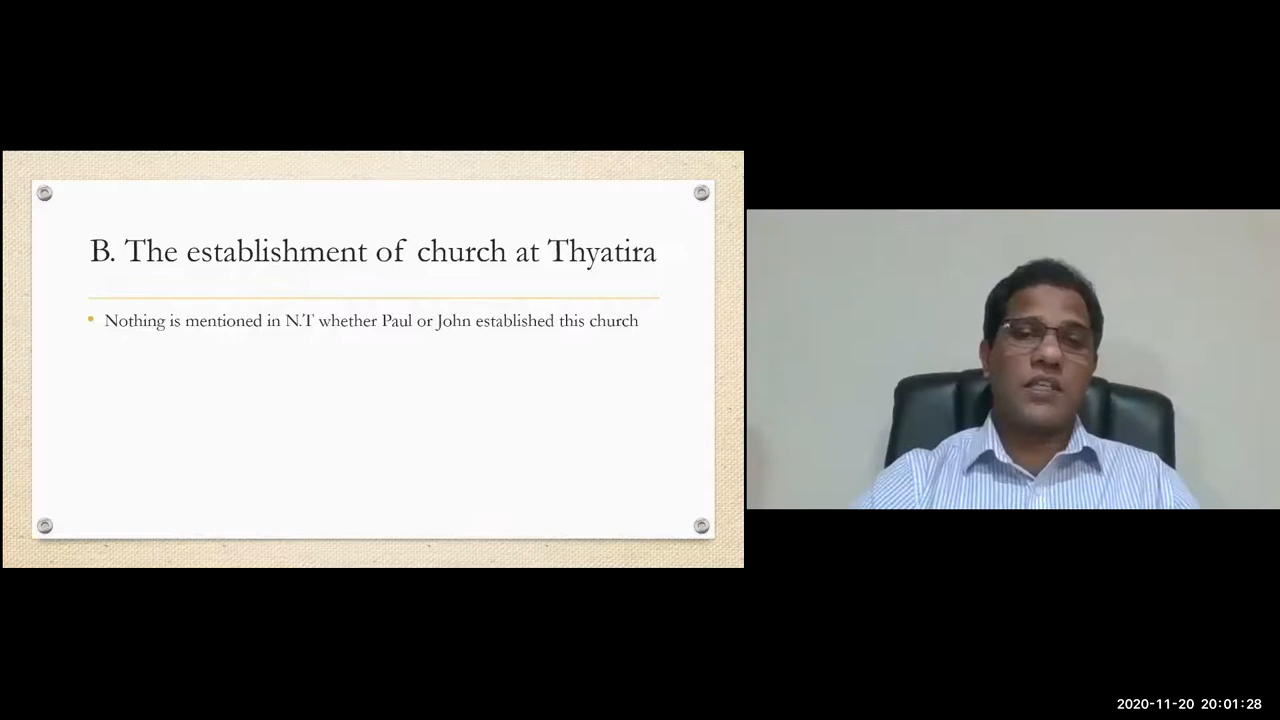 B. The establishment of church at Thyatira
Nothing is mentioned in N.T whether Paul or John established this church
2020-11-20 20:01:28